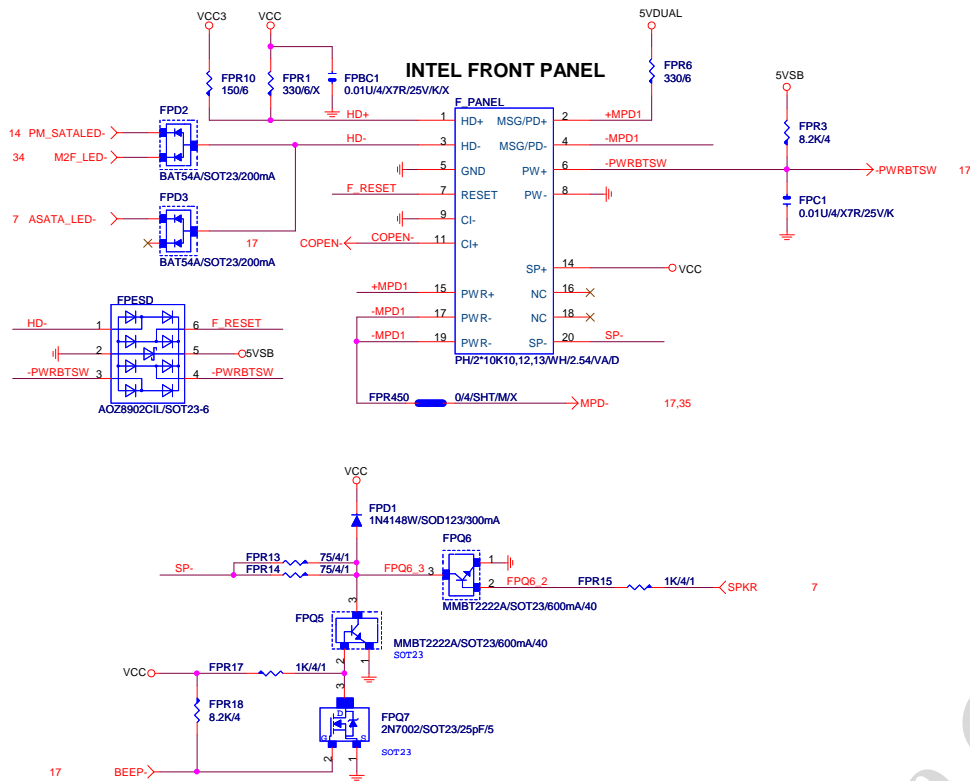 VCC3
VCC
5VDUAL
FPR10
150/6
FPR1
330/6/X
FPBC1
0.01U/4/X7R/25V/K/X
INTEL FRONT PANEL
FPR6
330/6
5VSB
FPR3
8.2K/4
FPD2
14 PM_SATALED-
34 M2F_LED-
BAT54A/SOT23/200mA
FPD3
7 ASATA_LED-
BAT54A/SOT23/200mA
17
F_PANEL
HD+ 1 HD+ MSG/PD+ 2 +MPD1
HD- 3 HD- MSG/PD- 4 -MPD1
5 GND PW+ 6 -PWRBTSW
F_RESET 7 RESET PW- 8
9 CI-
COPEN- COPEN- 11 CI+
SP+ 14 VCC
+MPD1 15 PWR+ NC 16
-MPD1 17 PWR- NC 18
-MPD1 19 PWR- SP- 20 SP-
PH/2*10K10,12,13/WH/2.54/VA/D
-PWRBTSW 17
FPC1
0.01U/4/X7R/25V/K
FPESD
HD- 1 6 F_RESET
2 5 5VSB
-PWRBTSW 3 4 -PWRBTSW
AOZ8902CIL/SOT23-6
FPR450 0/4/SHT/M/X MPD- 17,35
VCC
FPD1
1N4148W/SOD123/300mA
SP-
FPR13 75/4/1
FPR14 75/4/1
FPQ6_3 3
FPQ6
1
2 FPQ6_2
MMBT2222A/SOT23/600mA/40
FPR15 1K/4/1
SPKR 7
3
FPQ5
MMBT2222A/SOT23/600mA/40
SOT23
2 1
VCC
FPR17 1K/4/1
FPR18
8.2K/4
3
D
G S
FPQ7
2N7002/SOT23/25pF/5
SOT23
2 1
17 BEEP-